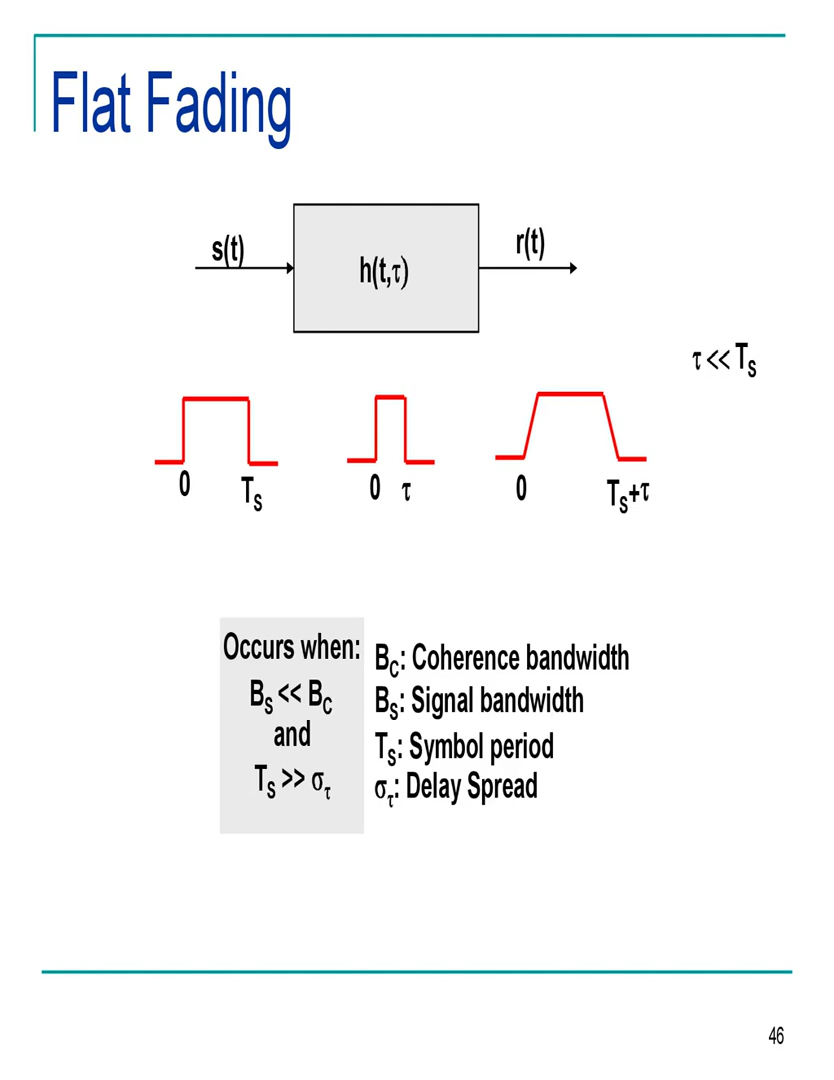 Flat Fading
s(t)
h(t,τ)
r(t)
τ << TS
0 TS
0 τ
0 TS+τ
Occurs when:
BS << BC
and
TS >> στ
BC: Coherence bandwidth
BS: Signal bandwidth
TS: Symbol period
στ: Delay Spread
46